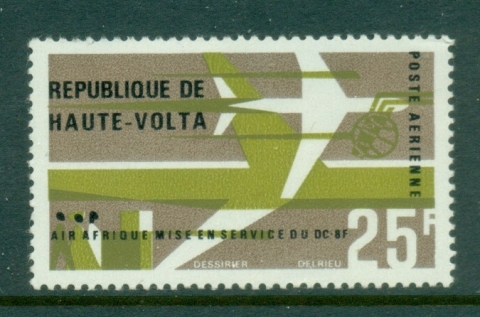 REPUBLIQUE DE
HAUTE-VOLTA
POSTE AERIENNE
AIR AFRIQUE MISE EN SERVICE DU DC-8F
25F
DESSIRIER DELRIEU